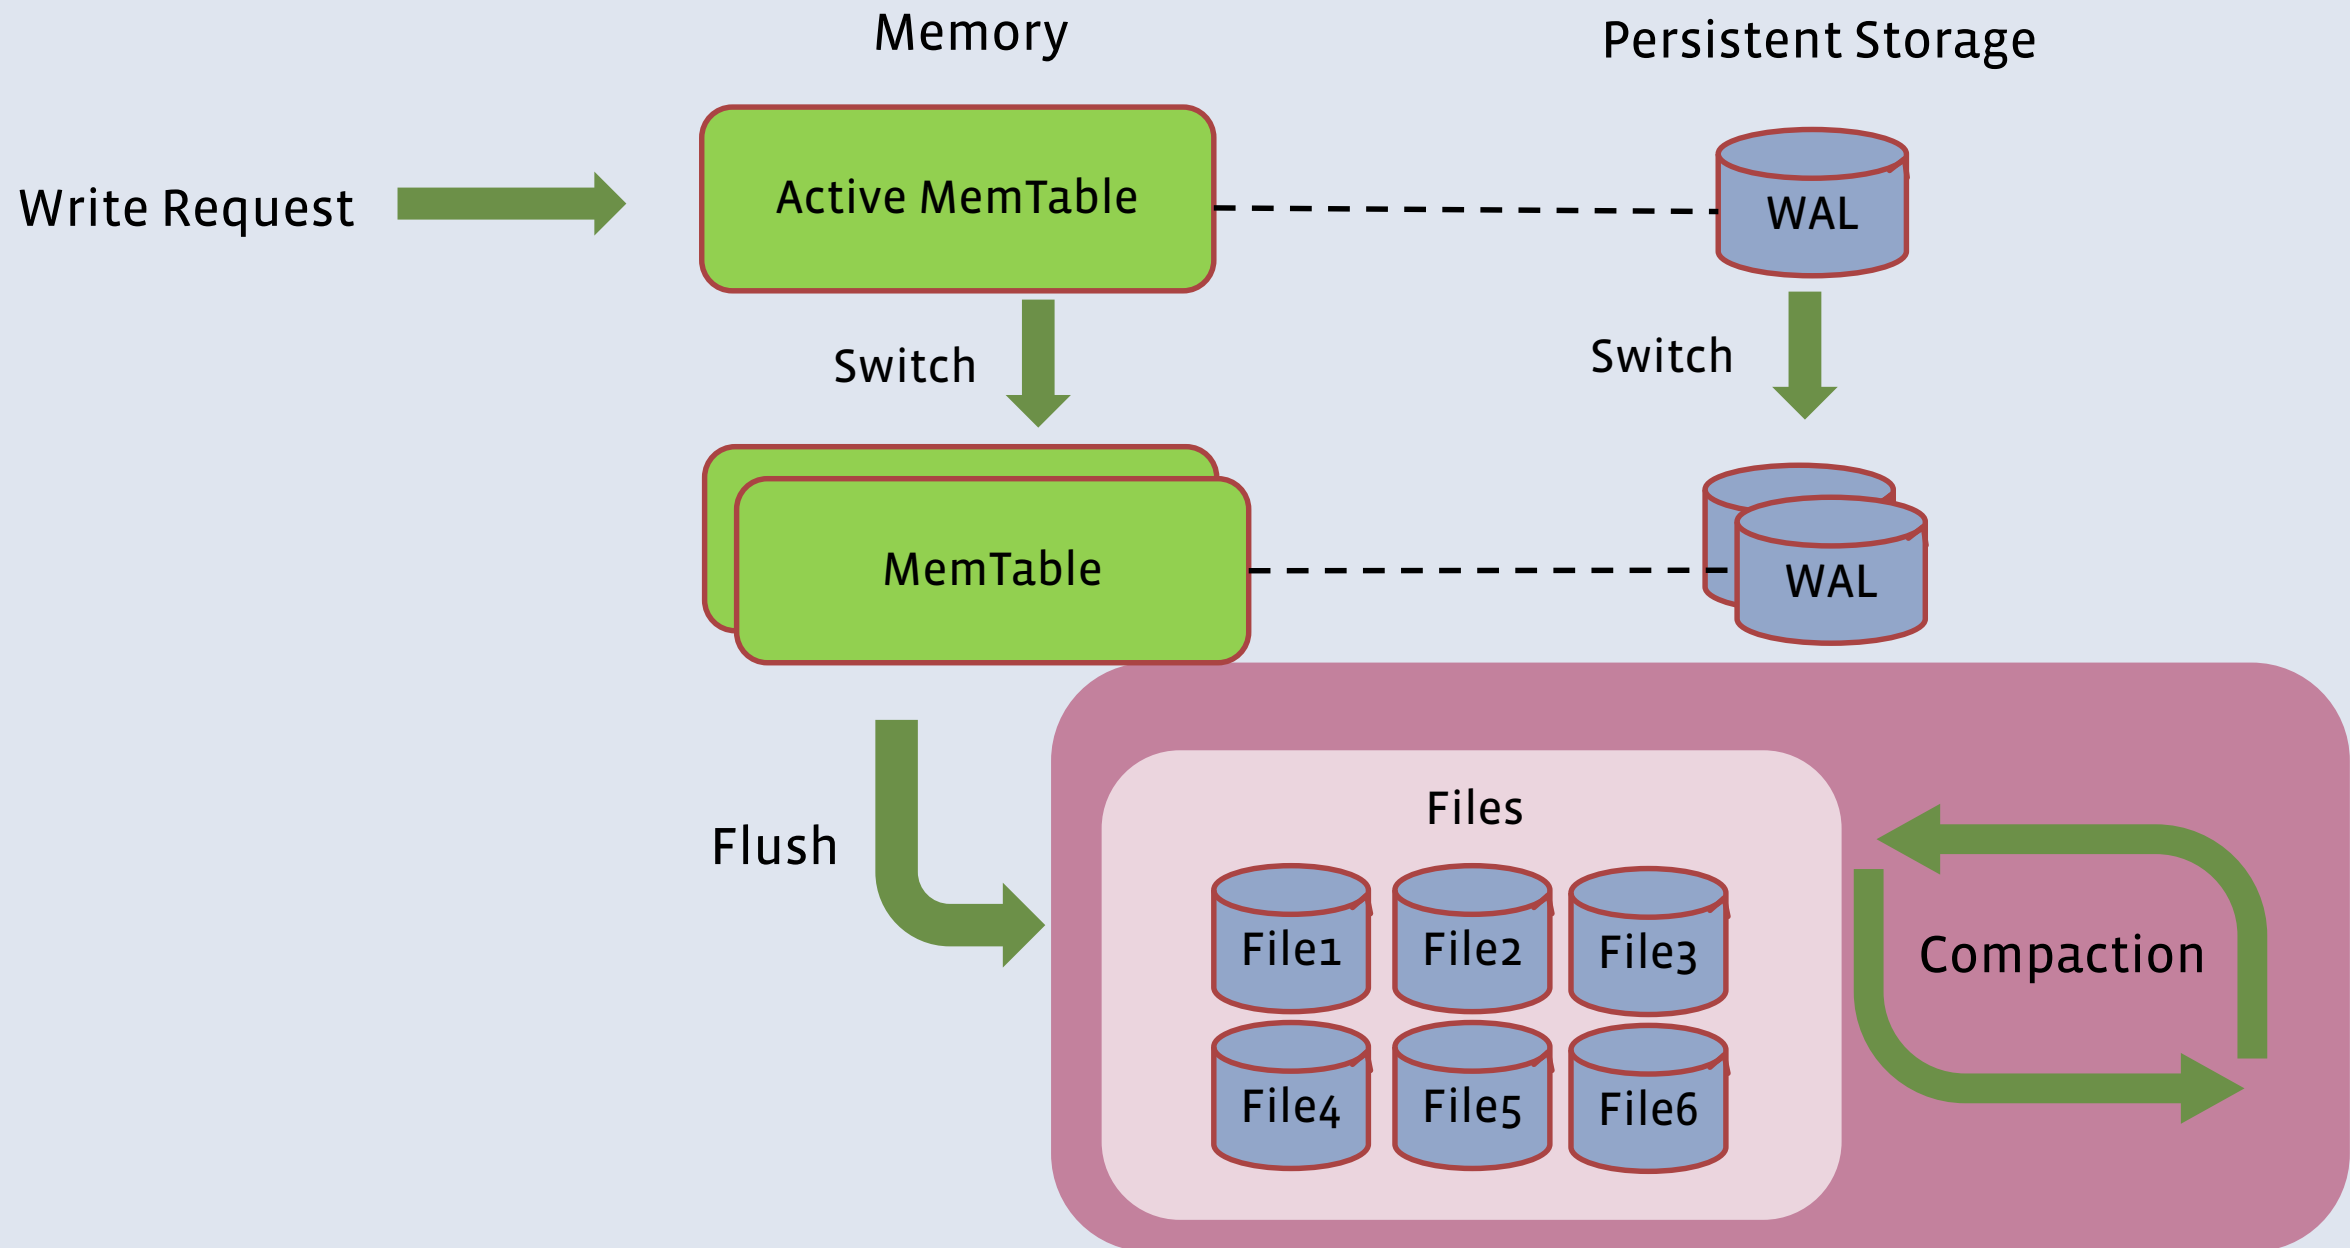 Memory
Persistent Storage
Write Request
Active MemTable
WAL
Switch
Switch
MemTable
WAL
Flush
Files
File1
File2
File3
Compaction
File4
File5
File6